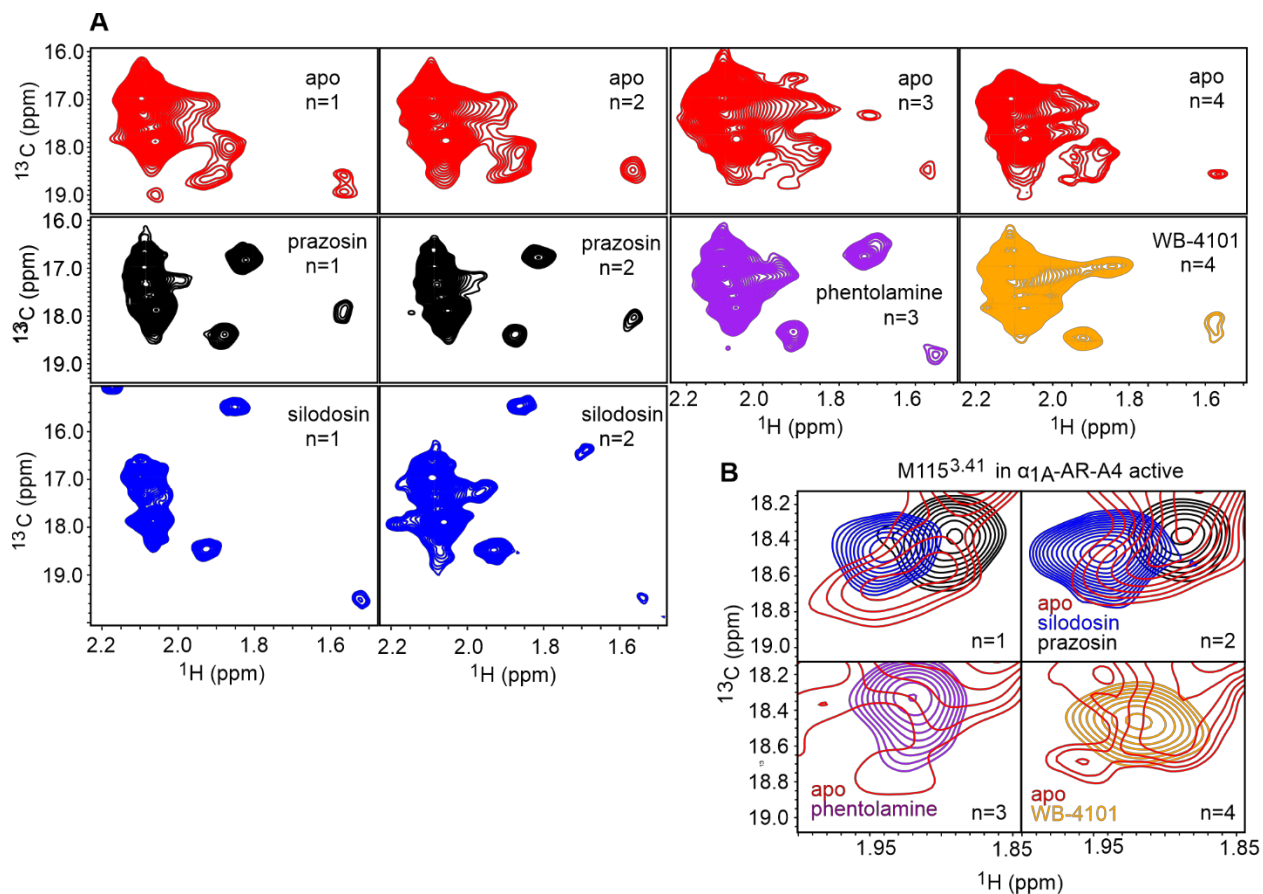 A
apo
n=1
apo
n=2
apo
n=3
apo
n=4
16.0
17.0
18.0
19.0
13C (ppm)
prazosin
n=1
prazosin
n=2
phentolamine
n=3
WB-4101
n=4
16.0
17.0
18.0
19.0
13C (ppm)
2.2 2.0 1.8 1.6
1H (ppm)
2.2 2.0 1.8 1.6
1H (ppm)
silodosin
n=1
silodosin
n=2
16.0
17.0
18.0
19.0
13C (ppm)
2.2 2.0 1.8 1.6
1H (ppm)
2.2 2.0 1.8 1.6
1H (ppm)
B
M1153.41 in α1A-AR-A4 active
18.2
18.4
18.6
18.8
19.0
n=1
apo
silodosin
prazosin
n=2
13C (ppm)
18.2
18.4
18.6
18.8
19.0
apo
phentolamine
n=3
apo
WB-4101
n=4
1.95 1.85
1.95 1.85
1H (ppm)